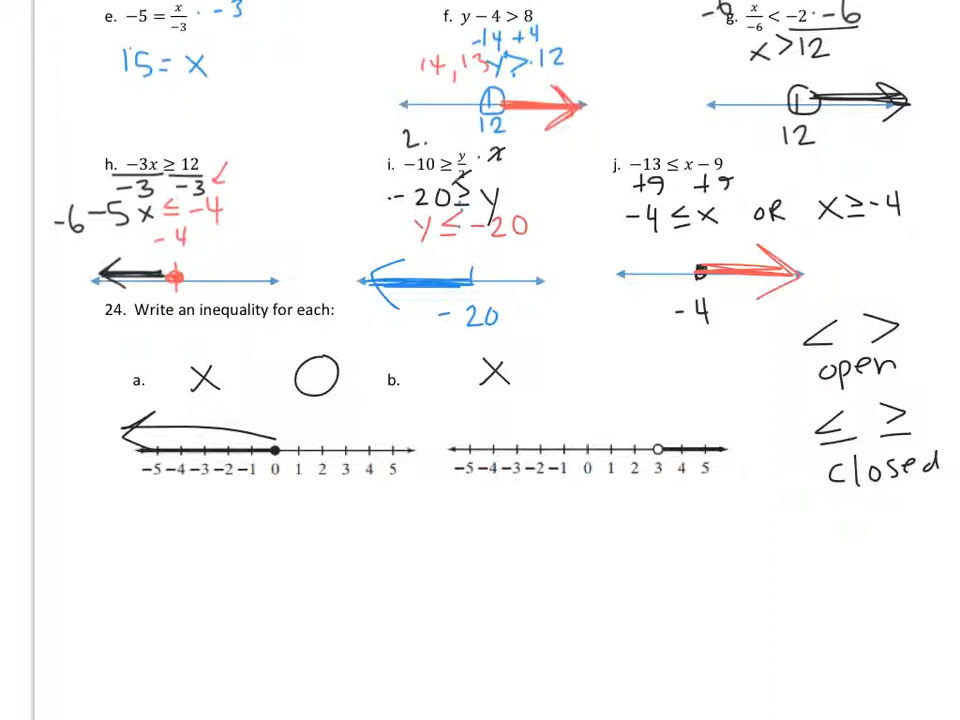 e. −5 = x/−3 · -3
15 = x
f. y − 4 > 8
-14 +4
14, 13 y > 12
12
-6 g. x/−6 < −2 · -6
x > 12
12
h. −3x ≥ 12
-3 -3
-6 -5 x ≤ -4
-4
2.
i. −10 ≥ y/2 · x
-20 ≥ y
y ≤ -20
-20
j. −13 ≤ x − 9
+9 +9
-4 ≤ x OR x ≥ -4
-4
24. Write an inequality for each:
a. x O
−5 −4 −3 −2 −1 0 1 2 3 4 5
b. x
−5 −4 −3 −2 −1 0 1 2 3 4 5
< >
open
≤ ≥
closed